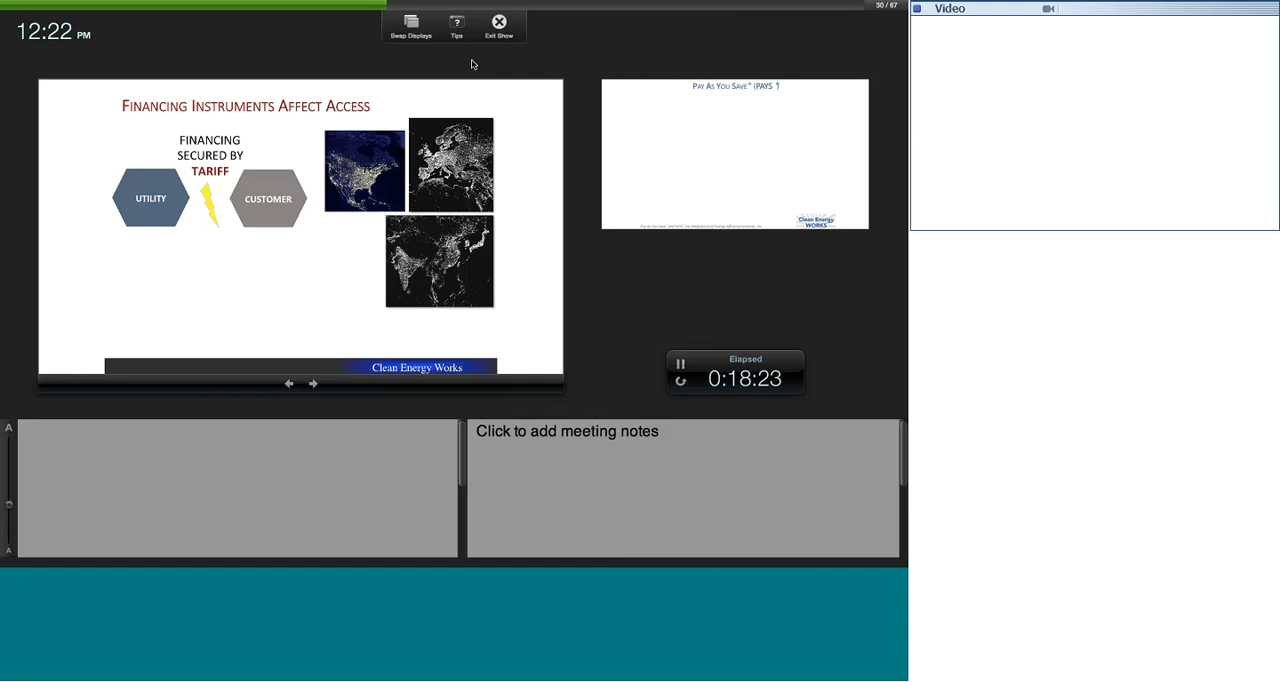 30 / 67
Video
12:22 PM
Swap Displays
Tips
Exit Show
FINANCING INSTRUMENTS AFFECT ACCESS
FINANCING
SECURED BY
TARIFF
UTILITY
CUSTOMER
Clean Energy Works
PAY AS YOU SAVE® (PAYS
Clean Energy
WORKS
Elapsed
0:18:23
A
Click to add meeting notes
A